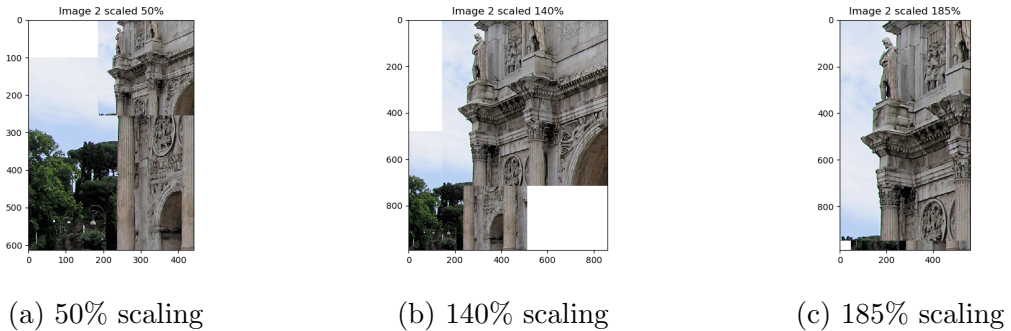 Image 2 scaled 50%
0
100
200
300
400
500
600
0 100 200 300 400
Image 2 scaled 140%
0
200
400
600
800
0 200 400 600 800
Image 2 scaled 185%
0
200
400
600
800
0 200 400
(a) 50% scaling
(b) 140% scaling
(c) 185% scaling